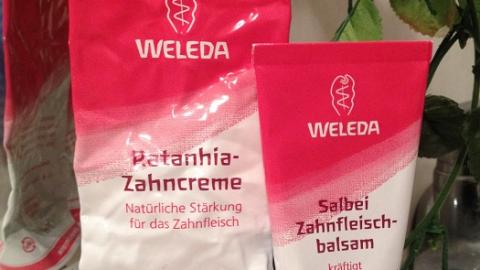 WELEDA
Ratanhia-
Zahncreme
Natürliche Stärkung
für das Zahnfleisch
WELEDA
Salbei
Zahnfleisch-
balsam
kräftigt